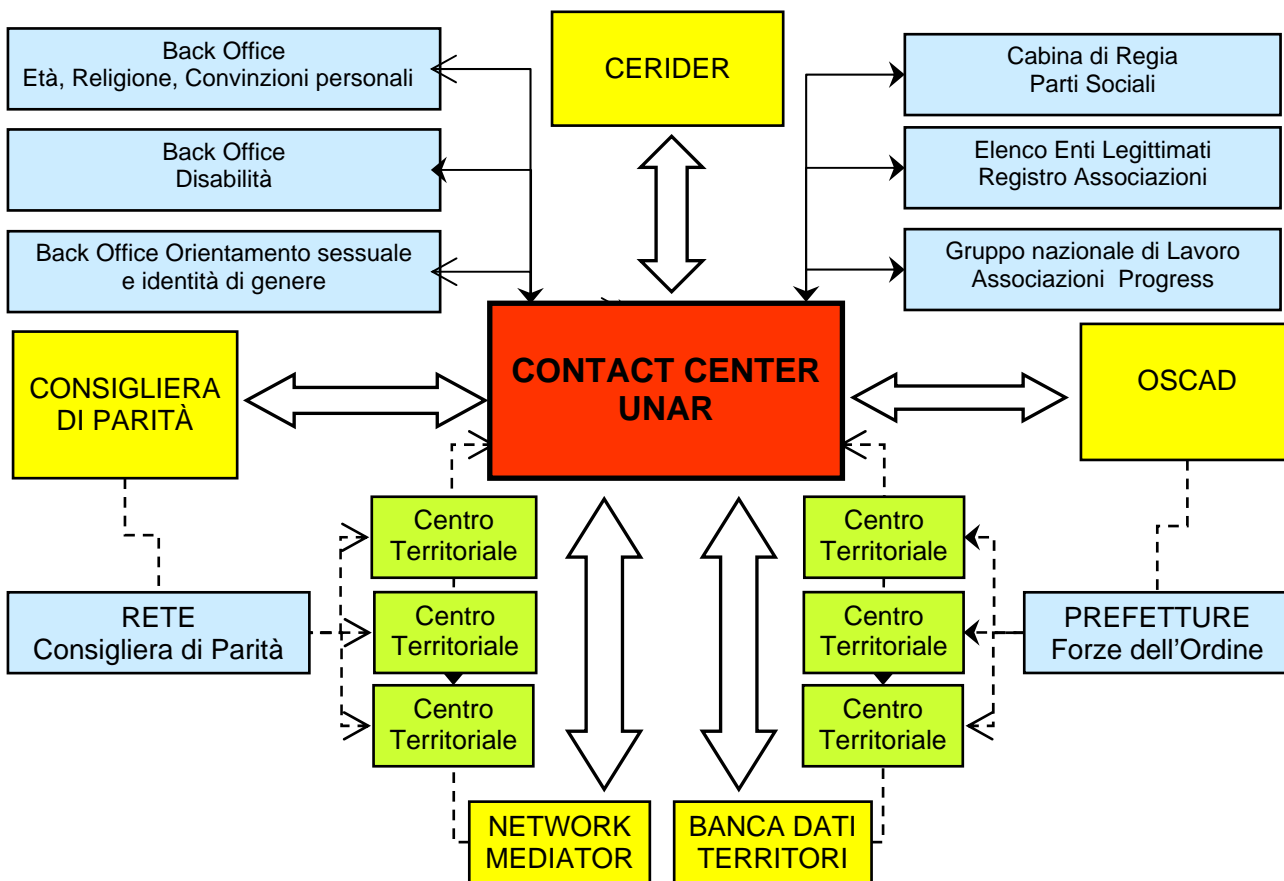 Back Office
Età, Religione, Convinzioni personali
CERIDER
Cabina di Regia
Parti Sociali
Back Office
Disabilità
Elenco Enti Legittimati
Registro Associazioni
Back Office Orientamento sessuale
e identità di genere
Gruppo nazionale di Lavoro
Associazioni Progress
CONSIGLIERA
DI PARITÀ
CONTACT CENTER
UNAR
OSCAD
Centro
Territoriale
Centro
Territoriale
RETE
Consigliera di Parità
Centro
Territoriale
Centro
Territoriale
PREFETTURE
Forze dell'Ordine
Centro
Territoriale
Centro
Territoriale
NETWORK
MEDIATOR
BANCA DATI
TERRITORI